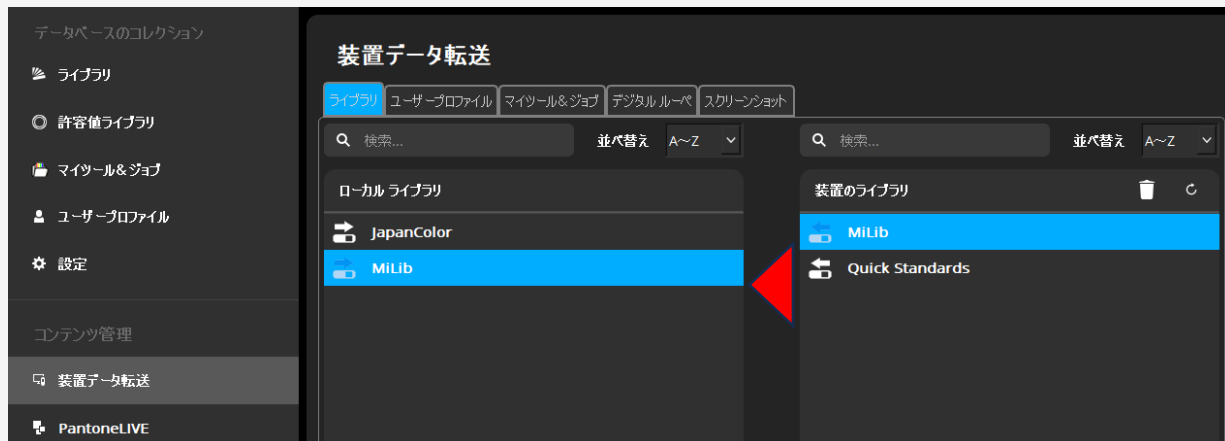 データベースのコレクション
ライブラリ
許容値ライブラリ
マイツール&ジョブ
ユーザープロファイル
設定
コンテンツ管理
装置データ転送
PantoneLIVE
装置データ転送
ライブラリ ユーザープロファイル マイツール&ジョブ デジタル ルーペ スクリーンショット
検索... 並べ替え A～Z 検索... 並べ替え A～Z
ローカル ライブラリ 装置のライブラリ
JapanColor MiLib
MiLib Quick Standards